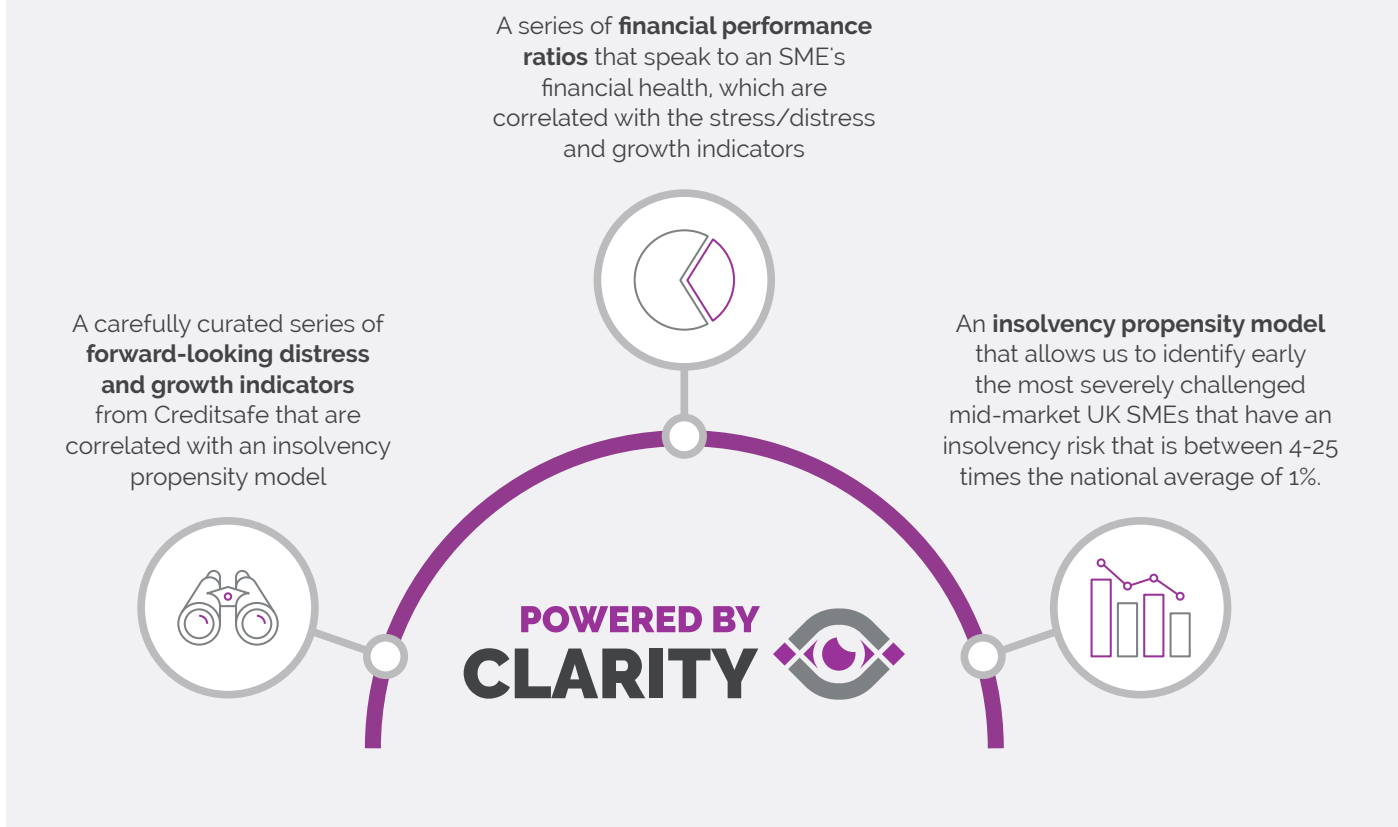 A series of financial performance
ratios that speak to an SME's
financial health, which are
correlated with the stress/distress
and growth indicators
A carefully curated series of
forward-looking distress
and growth indicators
from Creditsafe that are
correlated with an insolvency
propensity model
An insolvency propensity model
that allows us to identify early
the most severely challenged
mid-market UK SMEs that have an
insolvency risk that is between 4-25
times the national average of 1%.
POWERED BY
CLARITY